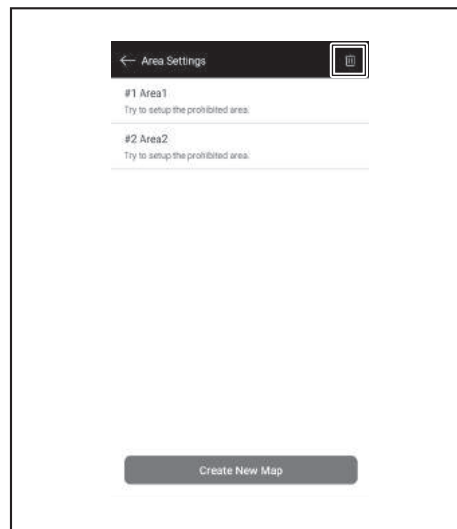 Area Settings
#1 Area1
Try to setup the prohibited area.
#2 Area2
Try to setup the prohibited area.
Create New Map